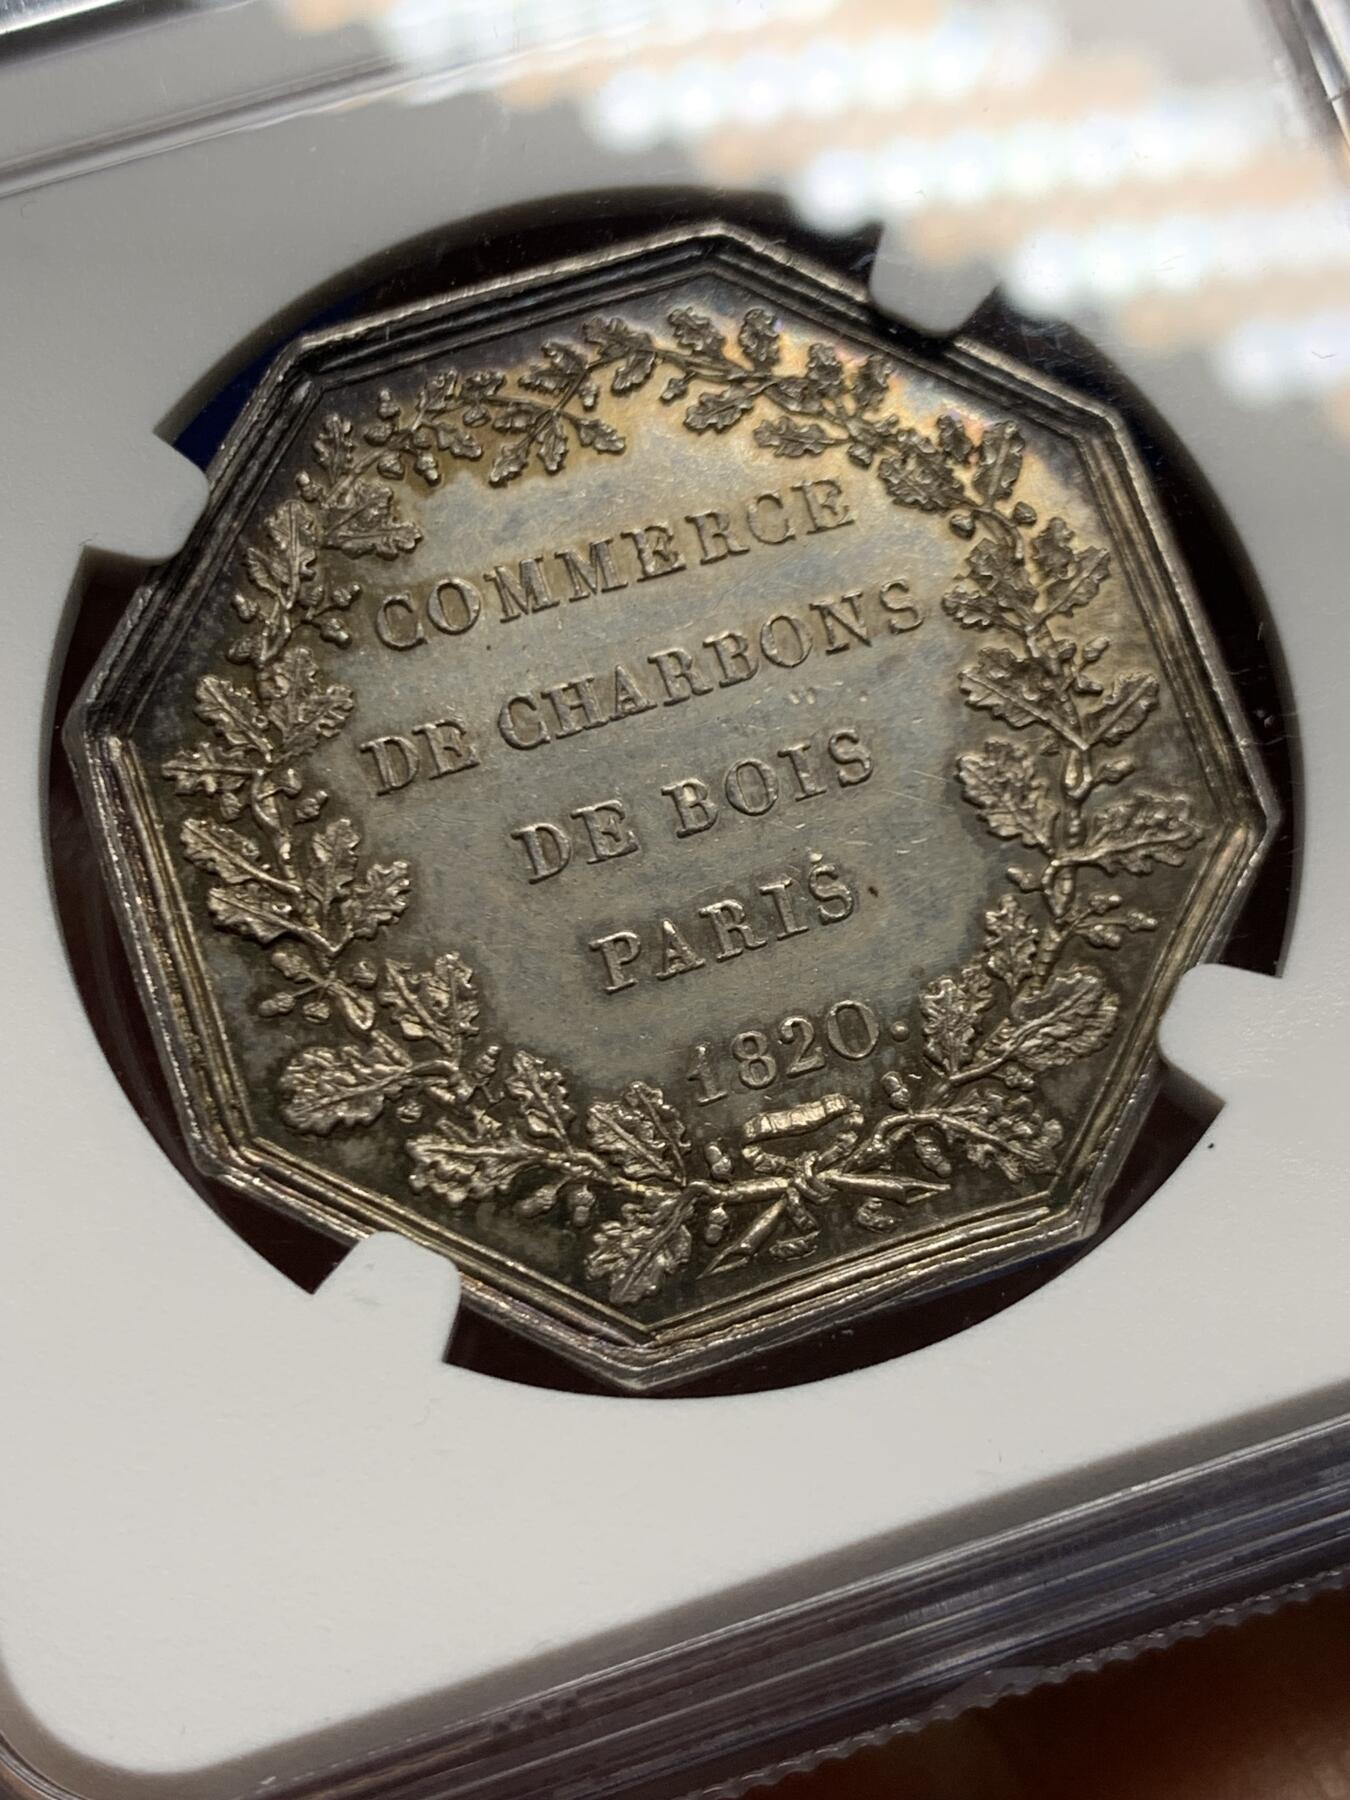 COMMERCE
DE CHARBONS
DE BOIS
PARIS.
1820.